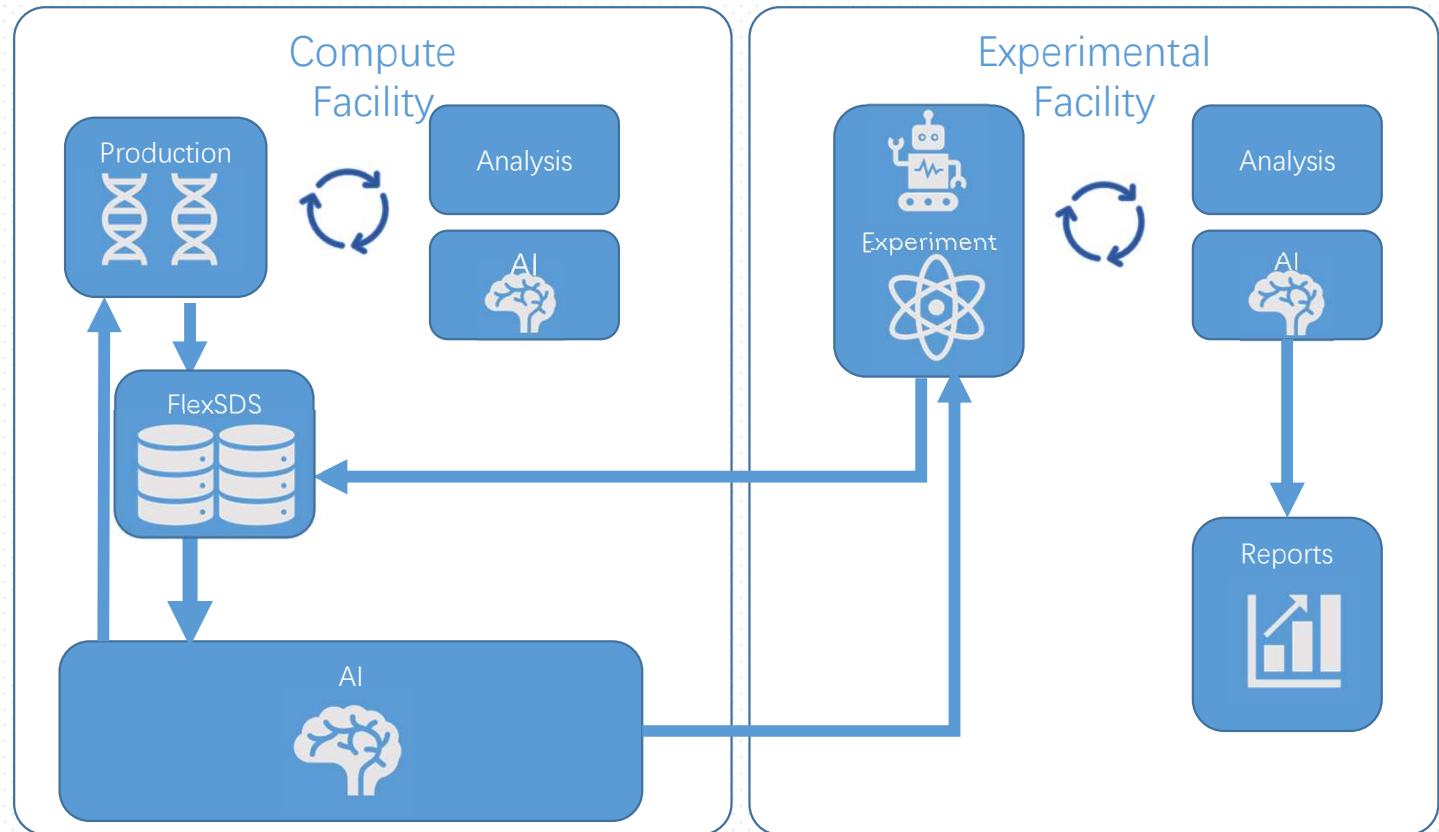 Compute
Facility
Production
Analysis
AI
FlexSDS
AI
Experimental
Facility
Experiment
Analysis
AI
Reports